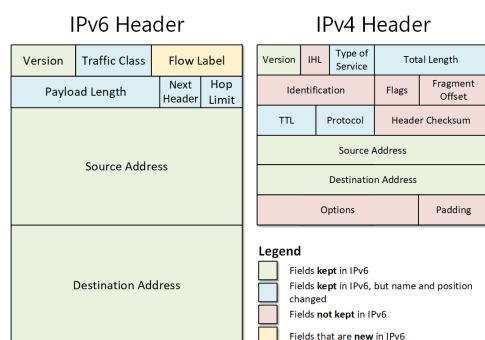 IPv6 Header
Version Traffic Class Flow Label
Payload Length Next Header Hop Limit
Source Address
Destination Address
IPv4 Header
Version IHL Type of Service Total Length
Identification Flags Fragment Offset
TTL Protocol Header Checksum
Source Address
Destination Address
Options Padding
Legend
Fields kept in IPv6
Fields kept in IPv6, but name and position
changed
Fields not kept in IPv6
Fields that are new in IPv6